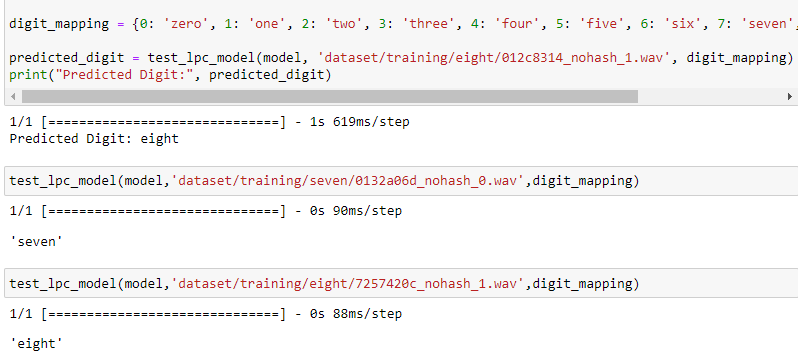 digit_mapping = {0: 'zero', 1: 'one', 2: 'two', 3: 'three', 4: 'four', 5: 'five', 6: 'six', 7: 'seven',
predicted_digit = test_lpc_model(model, 'dataset/training/eight/012c8314_nohash_1.wav', digit_mapping)
print("Predicted Digit:", predicted_digit)
1/1 [==============================] - 1s 619ms/step
Predicted Digit: eight
test_lpc_model(model,'dataset/training/seven/0132a06d_nohash_0.wav',digit_mapping)
1/1 [==============================] - 0s 90ms/step
'seven'
test_lpc_model(model,'dataset/training/eight/7257420c_nohash_1.wav',digit_mapping)
1/1 [==============================] - 0s 88ms/step
'eight'